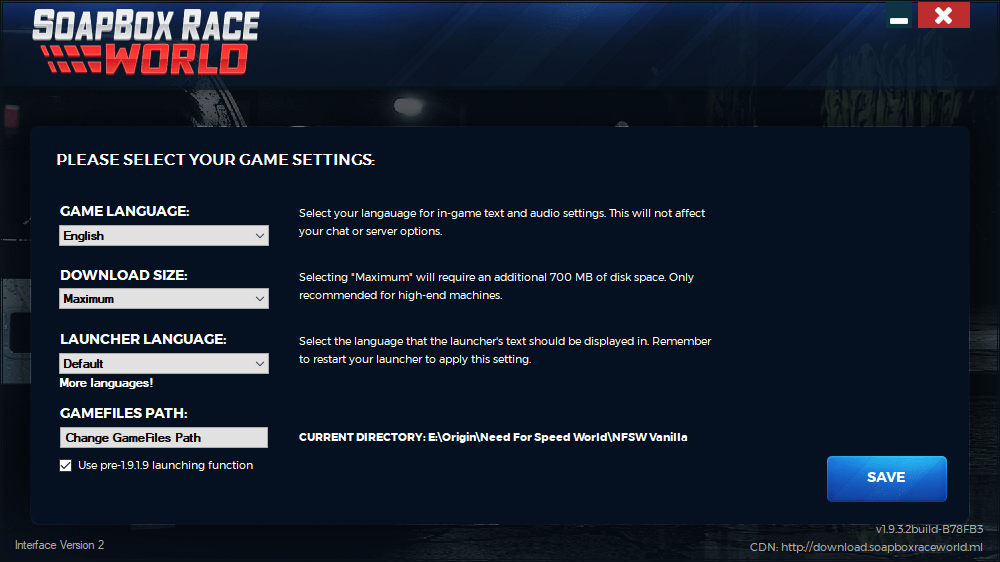 SOAPBOX RACE
WORLD
PLEASE SELECT YOUR GAME SETTINGS:
GAME LANGUAGE:
English
Select your langauage for in-game text and audio settings. This will not affect
your chat or server options.
DOWNLOAD SIZE:
Maximum
Selecting "Maximum" will require an additional 700 MB of disk space. Only
recommended for high-end machines.
LAUNCHER LANGUAGE:
Default
More languages!
Select the language that the launcher's text should be displayed in. Remember
to restart your launcher to apply this setting.
GAMEFILES PATH:
Change GameFiles Path
CURRENT DIRECTORY: E:\Origin\Need For Speed World\NFSW Vanilla
Use pre-1.9.1.9 launching function
SAVE
v1.9.3.2build-B78FB3
Interface Version 2
CDN: http://download.soapboxraceworld.ml